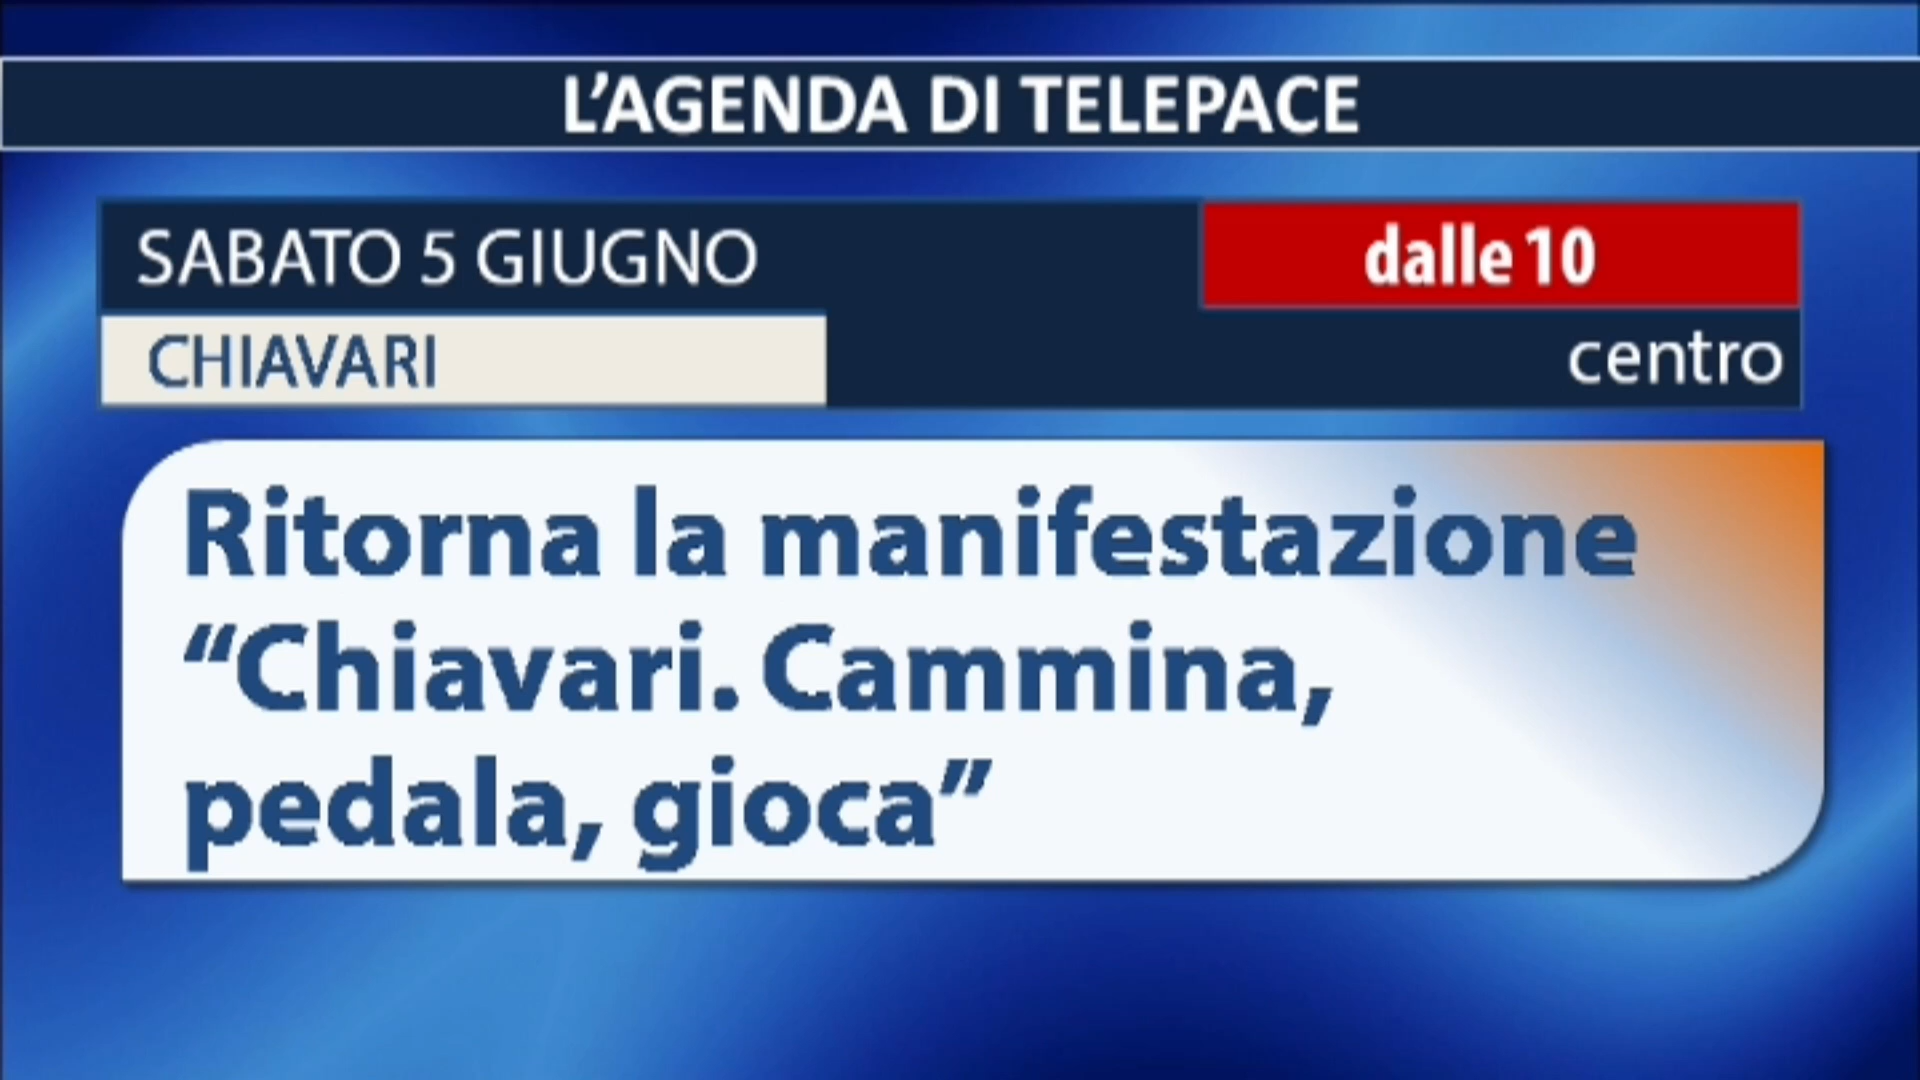 L’AGENDA DI TELEPACE
SABATO 5 GIUGNO
dalle 10
CHIAVARI
centro
Ritorna la manifestazione
“Chiavari. Cammina,
pedala, gioca”